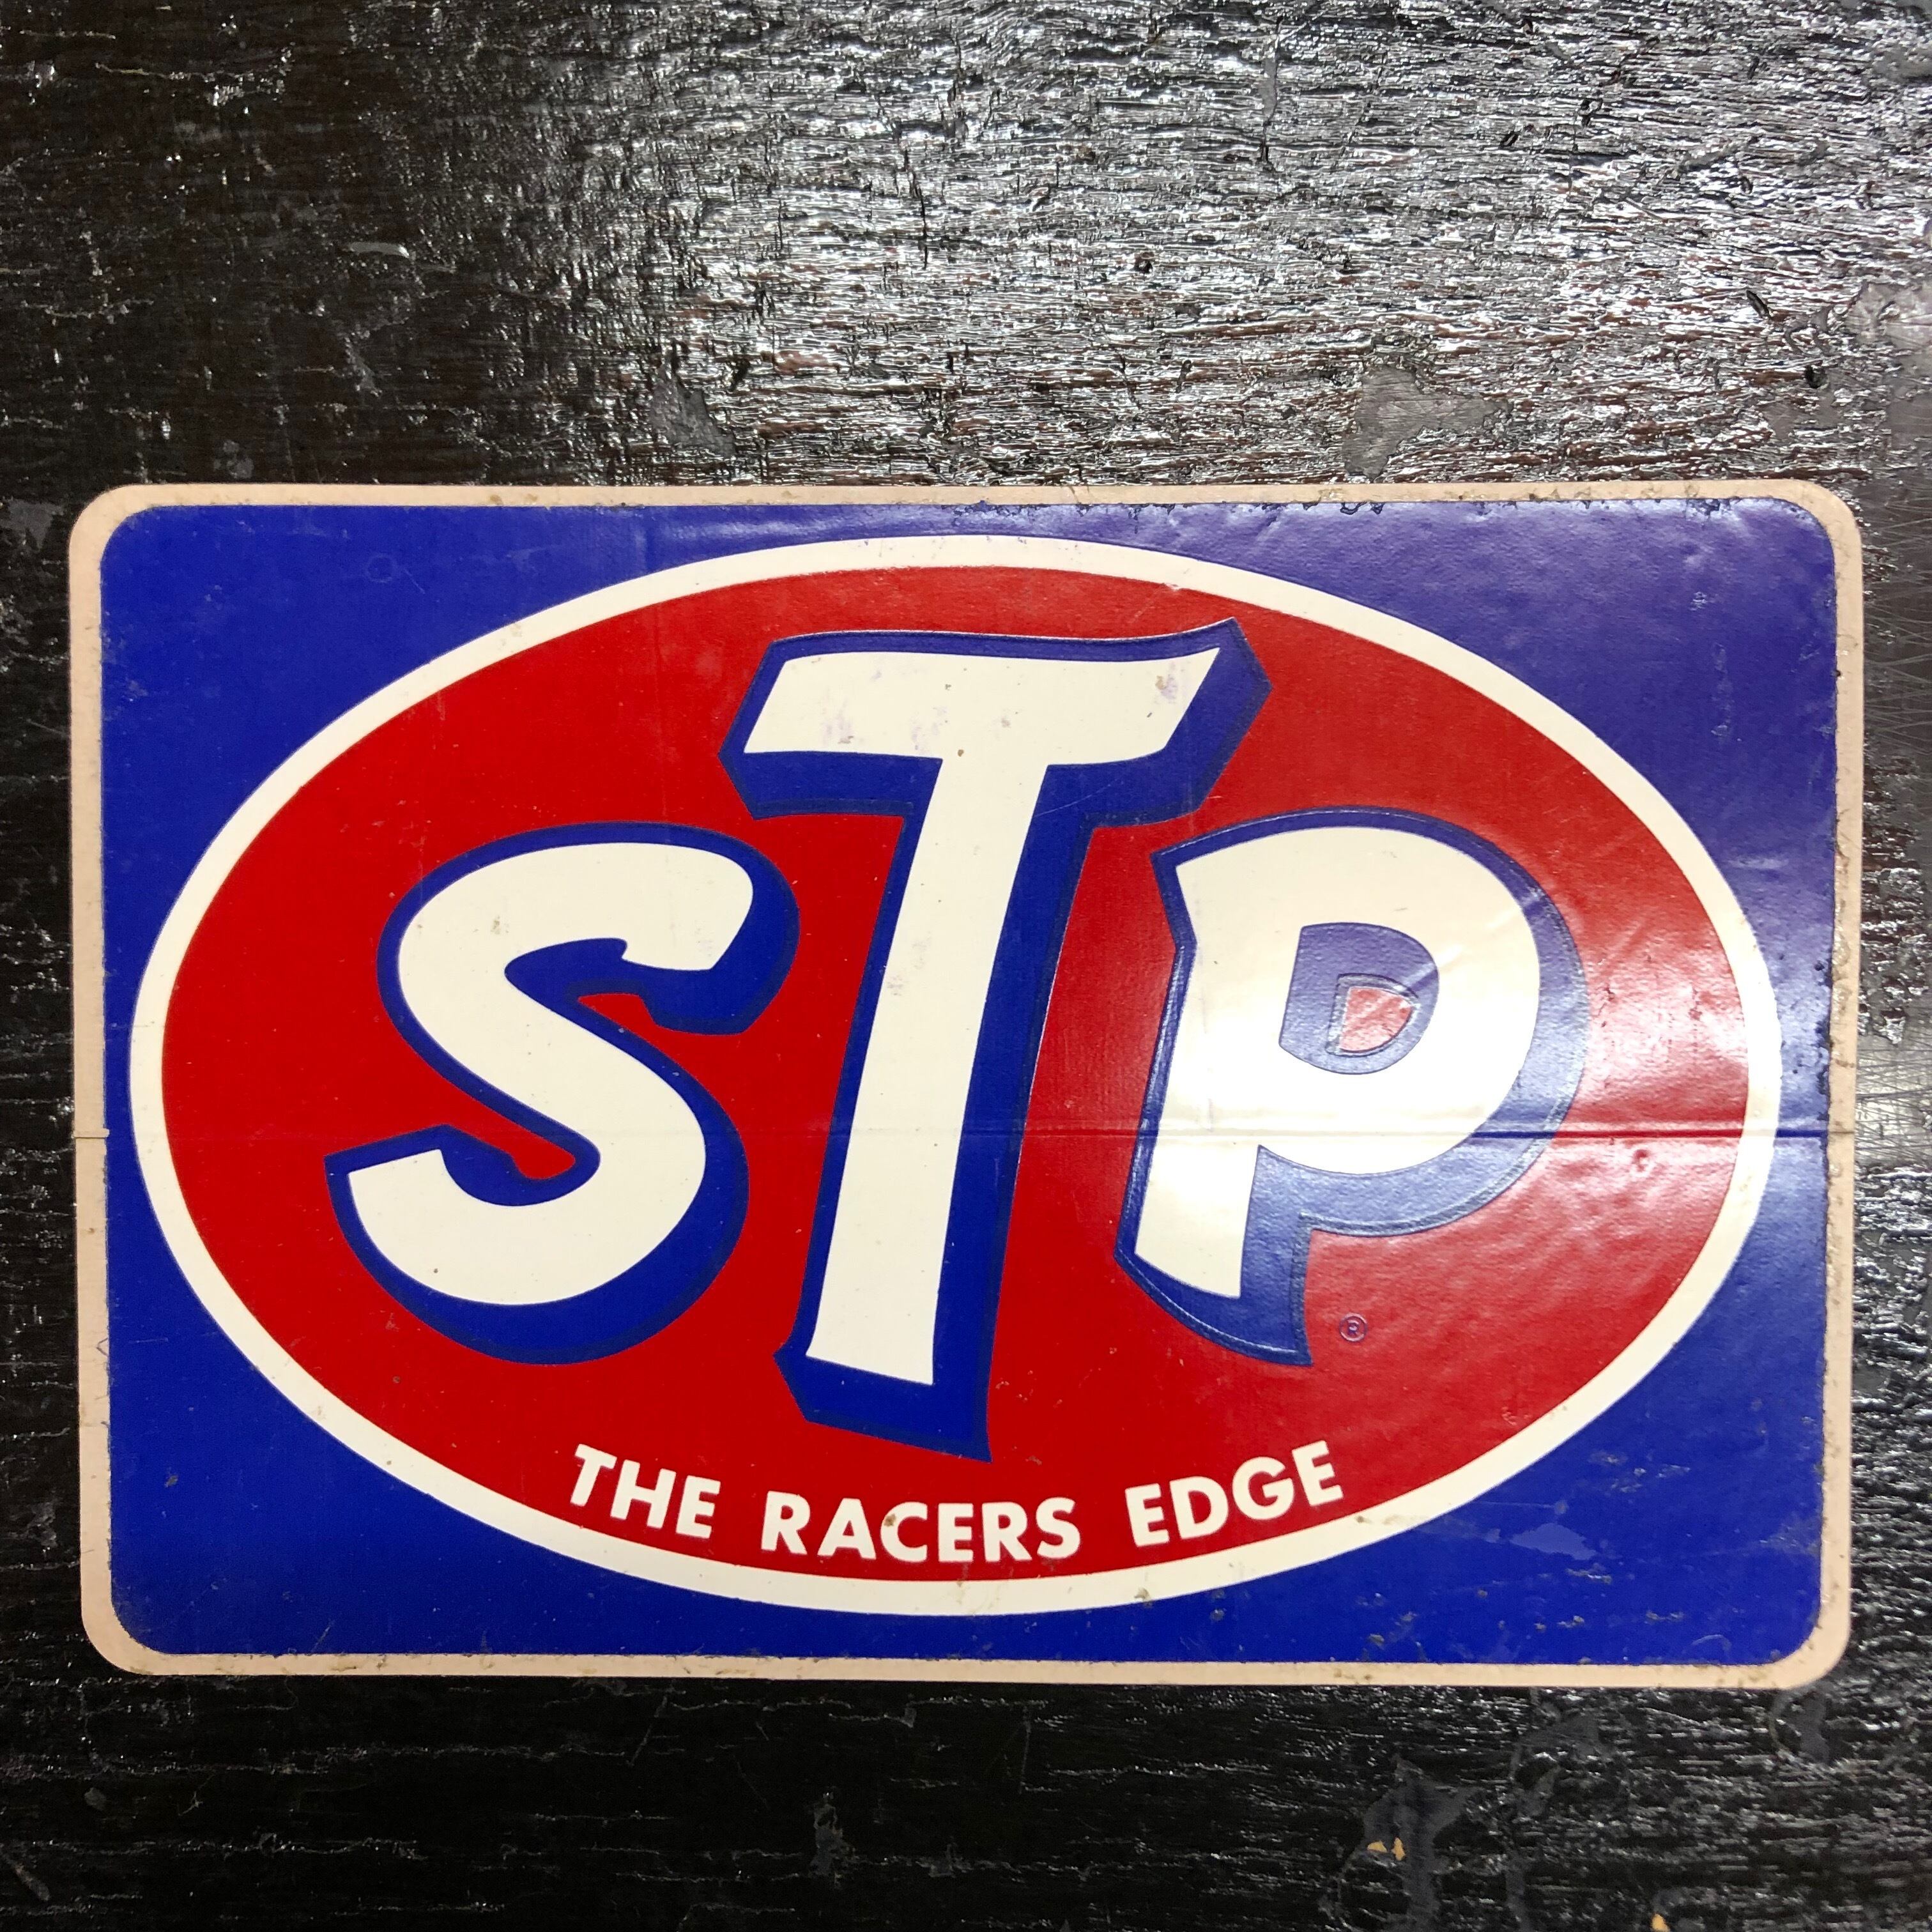 STP
®
THE RACERS EDGE